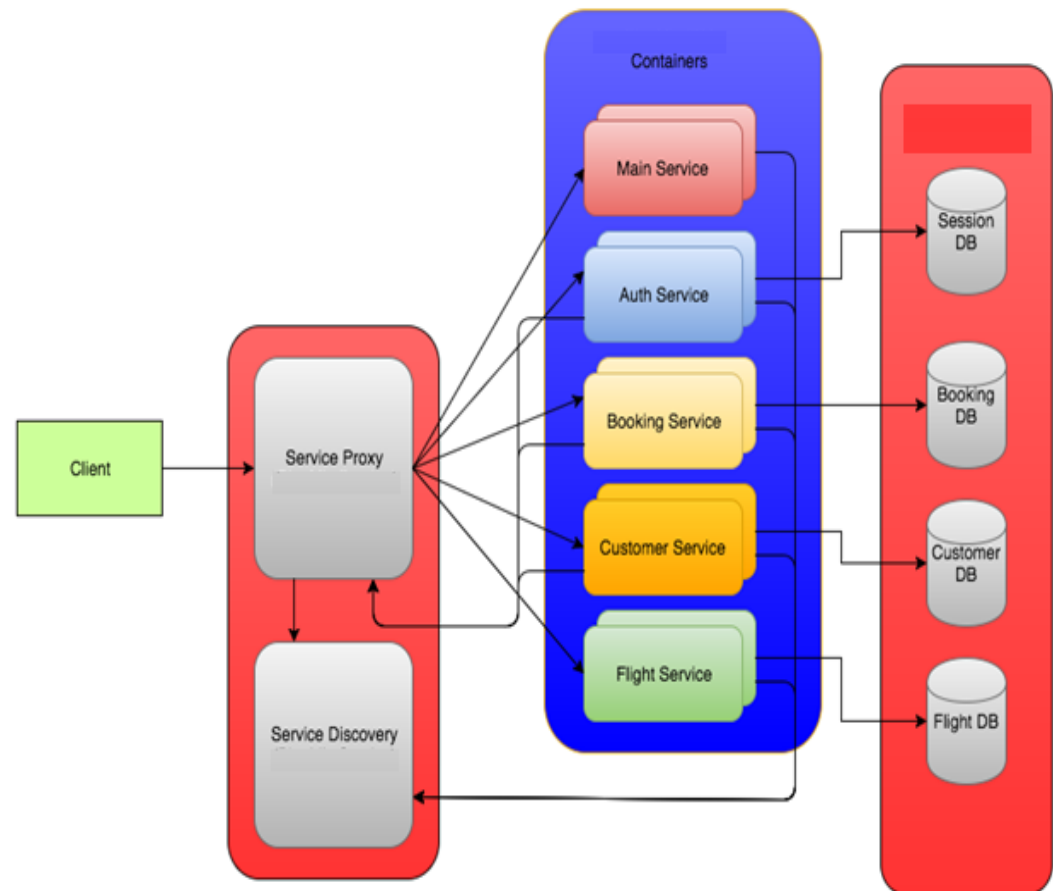 Containers
Main Service
Auth Service
Booking Service
Customer Service
Flight Service
Session
DB
Booking
DB
Customer
DB
Flight DB
Client
Service Proxy
Service Discovery